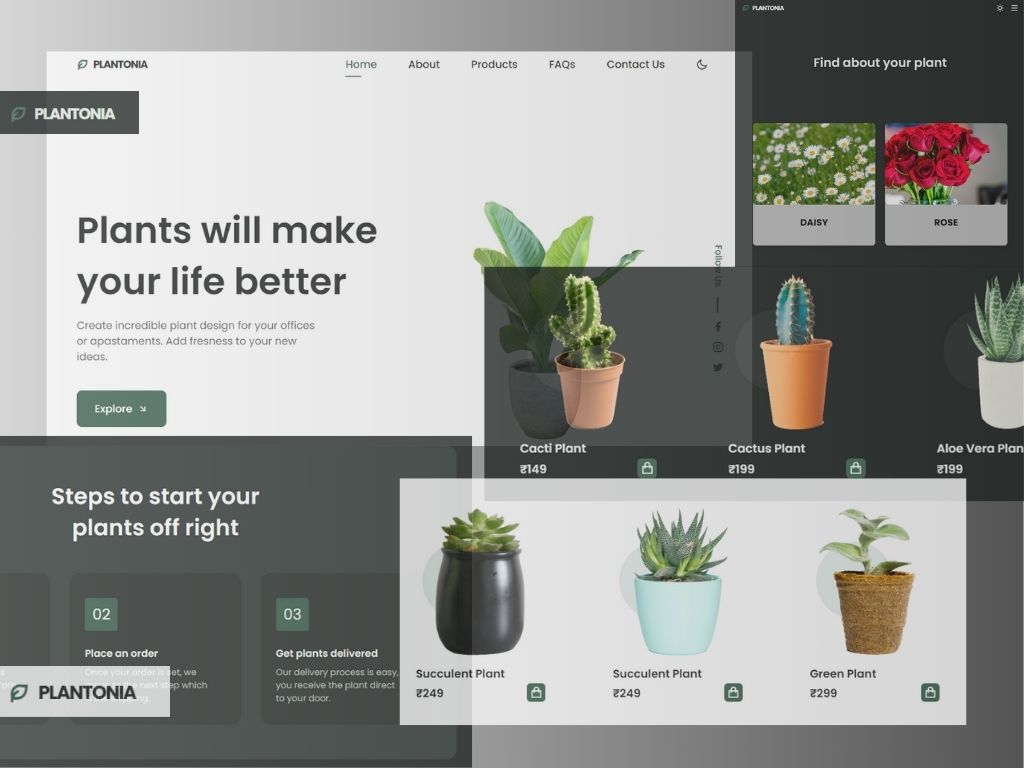 PLANTONIA
Find about your plant
DAISY
ROSE
PLANTONIA
Home
About
Products
FAQs
Contact Us
PLANTONIA
Plants will make
your life better
Create incredible plant design for your offices
or apastaments. Add fresness to your new
ideas.
Explore
Follow Us
Cacti Plant
₹149
Cactus Plant
₹199
Aloe Vera Plan
₹199
Steps to start your
plants off right
02
Place an order
Once your order is set, we
next step which
03
Get plants delivered
Our delivery process is easy,
you receive the plant direct
to your door.
PLANTONIA
Succulent Plant
₹249
Succulent Plant
₹249
Green Plant
₹299